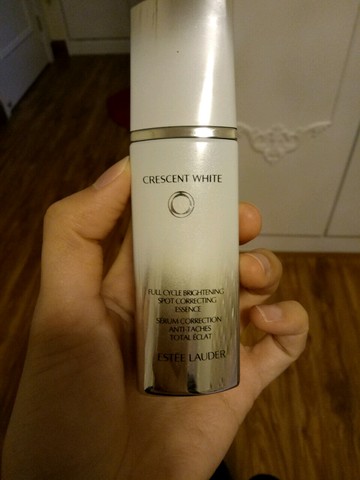 CRESCENT WHITE
FULL CYCLE BRIGHTENING
SPOT CORRECTING
ESSENCE
SÉRUM CORRECTION
ANTI-TACHES
TOTAL ÉCLAT
ESTĒE LAUDER